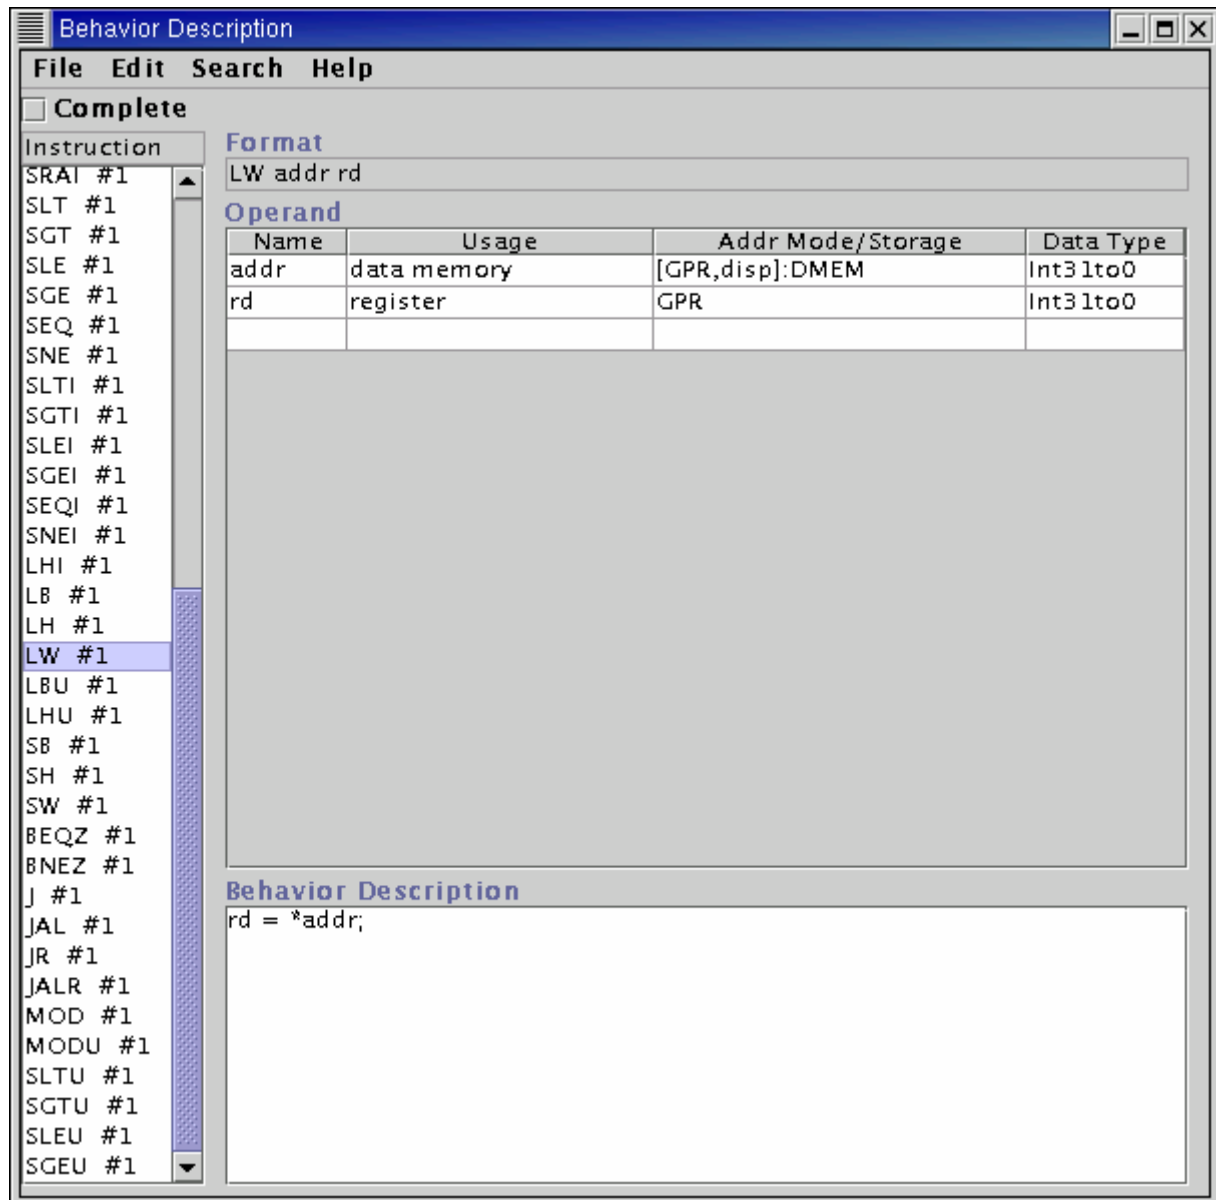 Behavior Description
File Edit Search Help
Complete
Instruction
SRAI #1
SLT #1
SGT #1
SLE #1
SGE #1
SEQ #1
SNE #1
SLTI #1
SGTI #1
SLEI #1
SGEI #1
SEQI #1
SNEI #1
LHI #1
LB #1
LH #1
LW #1
LBU #1
LHU #1
SB #1
SH #1
SW #1
BEQZ #1
BNEZ #1
J #1
JAL #1
JR #1
JALR #1
MOD #1
MODU #1
SLTU #1
SGTU #1
SLEU #1
SGEU #1
Format
LW addr rd
Operand
Name Usage Addr Mode/Storage Data Type
addr data memory [GPR,disp]:DMEM Int31to0
rd register GPR Int31to0
Behavior Description
rd = *addr;